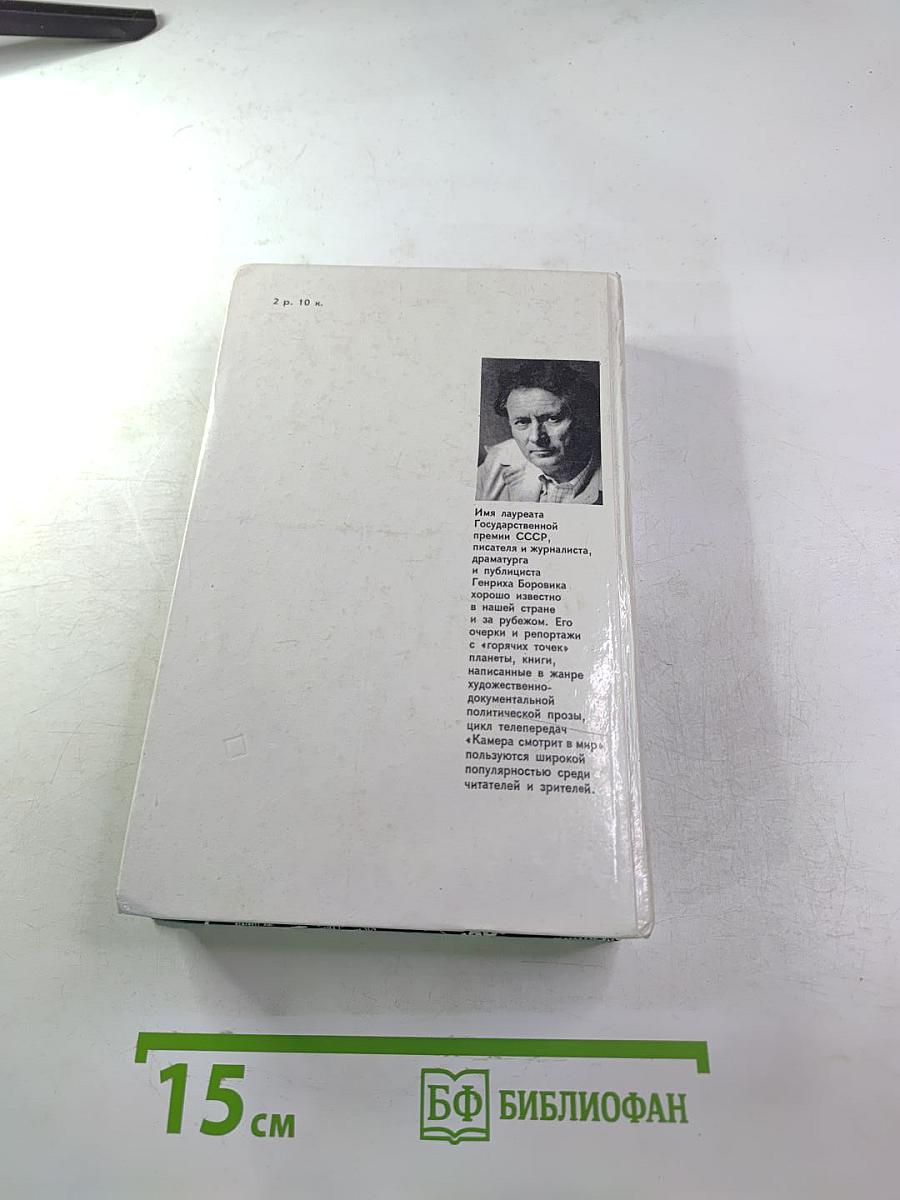 2 р. 10 к.
Имя лауреата
Государственной
премии СССР,
писателя и журналиста,
драматурга
и публициста
Генриха Боровика
хорошо известно
в нашей стране
и за рубежом. Его
очерки и репортажи
с «горячих точек»
планеты, книги,
написанные в жанре
художественно-
документальной
политической прозы,
цикл телепередач
«Камера смотрит в мир»
пользуются широкой
популярностью среди
читателей и зрителей.
15 см
БФ БИБЛИОФАН